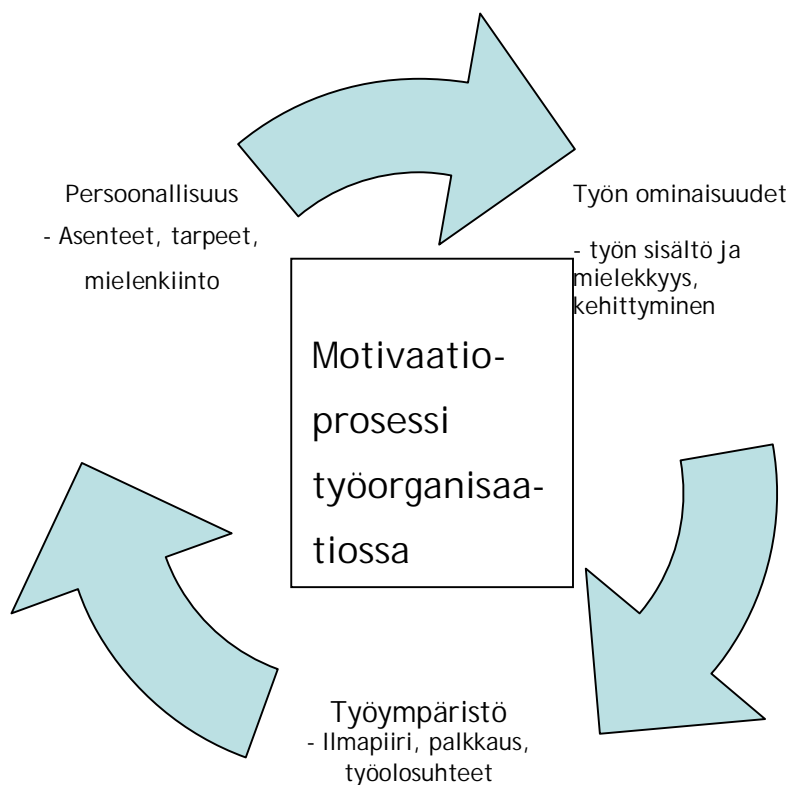 Persoonallisuus
- Asenteet, tarpeet,
mielenkiinto
Työn ominaisuudet
- työn sisältö ja
mielekkyys,
kehittyminen
Motivaatio-
prosessi
työorganisaa-
tiossa
Työympäristö
- Ilmapiiri, palkkaus,
työolosuhteet